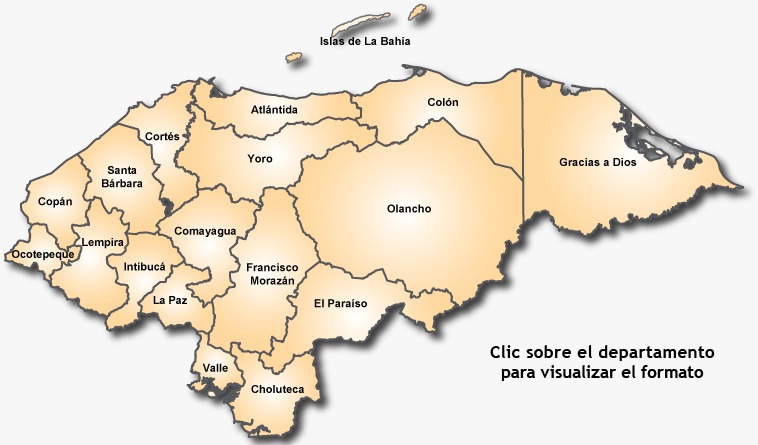 Islas de La Bahía
Atlántida
Colón
Cortés
Yoro
Gracias a Dios
Santa
Bárbara
Copán
Olancho
Comayagua
Lempira
Ocotepeque
Intibucá
Francisco
Morazán
La Paz
El Paraíso
Valle
Choluteca
Clic sobre el departamento
para visualizar el formato